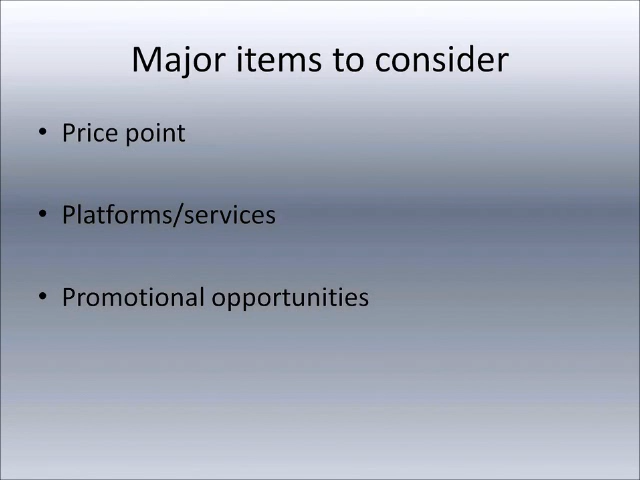 Major items to consider
• Price point
• Platforms/services
• Promotional opportunities